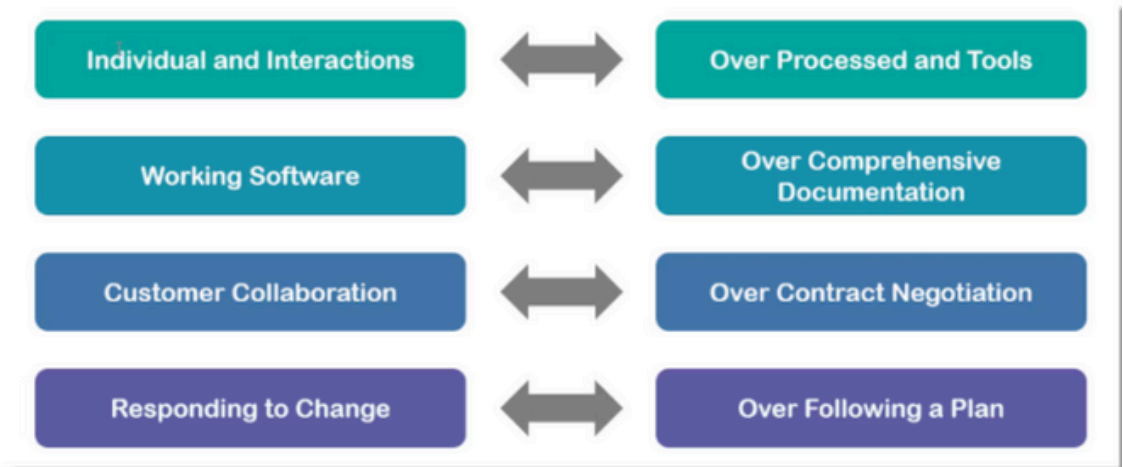 Individual and Interactions
Over Processed and Tools
Working Software
Over Comprehensive
Documentation
Customer Collaboration
Over Contract Negotiation
Responding to Change
Over Following a Plan